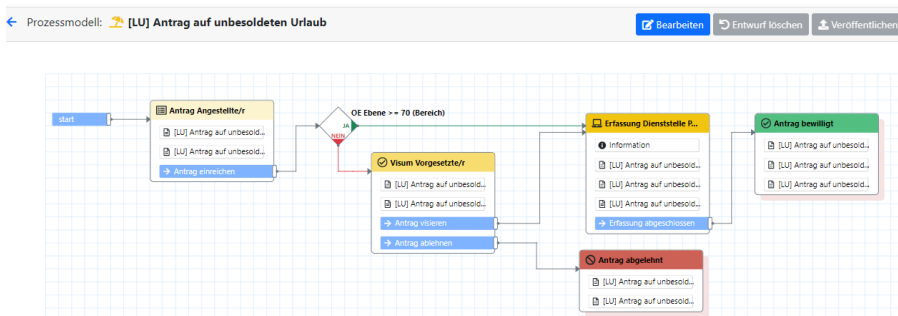 Prozessmodell: [LU] Antrag auf unbesoldeten Urlaub
Bearbeiten
Entwurf löschen
Veröffentlichen
start
Antrag Angestellte/r
[LU] Antrag auf unbesold...
[LU] Antrag auf unbesold...
Antrag einreichen
OE Ebene >= 70 (Bereich)
JA
NEIN
Visum Vorgesetzte/r
[LU] Antrag auf unbesold...
[LU] Antrag auf unbesold...
Antrag visieren
Antrag ablehnen
Erfassung Dienststelle P...
Information
[LU] Antrag auf unbesold...
[LU] Antrag auf unbesold...
[LU] Antrag auf unbesold...
Erfassung abgeschlossen
Antrag bewilligt
[LU] Antrag auf unbesold...
[LU] Antrag auf unbesold...
[LU] Antrag auf unbesold...
Antrag abgelehnt
[LU] Antrag auf unbesold...
[LU] Antrag auf unbesold...